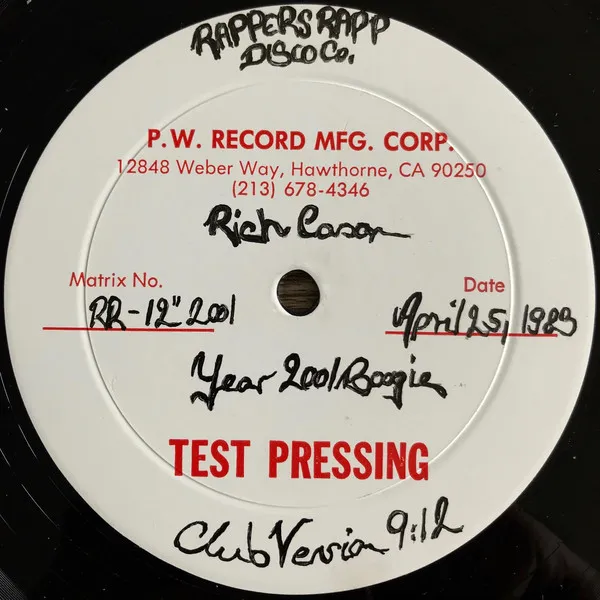 RAPPERS RAPP
DISCO CO.
P.W. RECORD MFG. CORP.
12848 Weber Way, Hawthorne, CA 90250
(213) 678-4346
Rich Cason
Matrix No.
RR-12" 2001
Date
April 25, 1983
Year 2001 Boogie
TEST PRESSING
Club Version 9:12